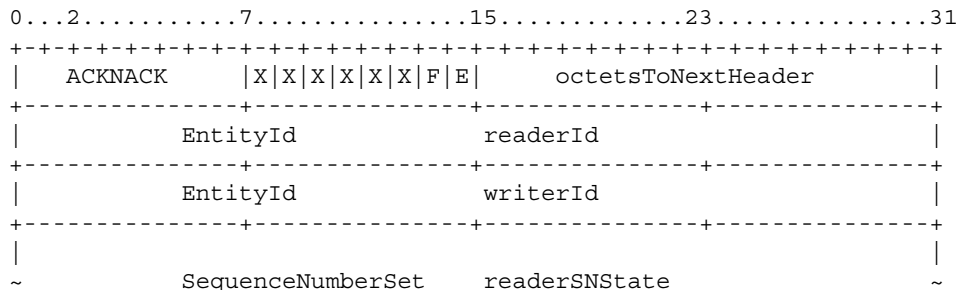 0...2...........7...............15.............23...............31
+-+-+-+-+-+-+-+-+-+-+-+-+-+-+-+-+-+-+-+-+-+-+-+-+-+-+-+-+-+-+-+-+
|   ACKNACK     |X|X|X|X|X|X|F|E|     octetsToNextHeader        |
+---------------+---------------+---------------+---------------+
|           EntityId            readerId                        |
+---------------+---------------+---------------+---------------+
|           EntityId            writerId                        |
+---------------+---------------+---------------+---------------+
|                                                               |
~           SequenceNumberSet   readerSNState                   ~